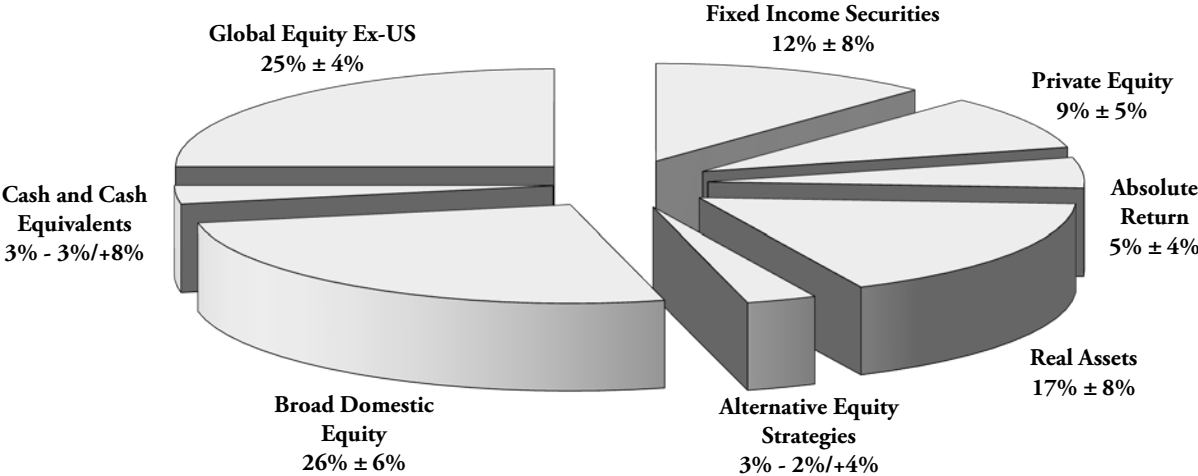 Fixed Income Securities
12% ± 8%
Global Equity Ex-US
25% ± 4%
Private Equity
9% ± 5%
Absolute
Return
5% ± 4%
Cash and Cash
Equivalents
3% - 3%/+8%
Real Assets
17% ± 8%
Broad Domestic
Equity
26% ± 6%
Alternative Equity
Strategies
3% - 2%/+4%